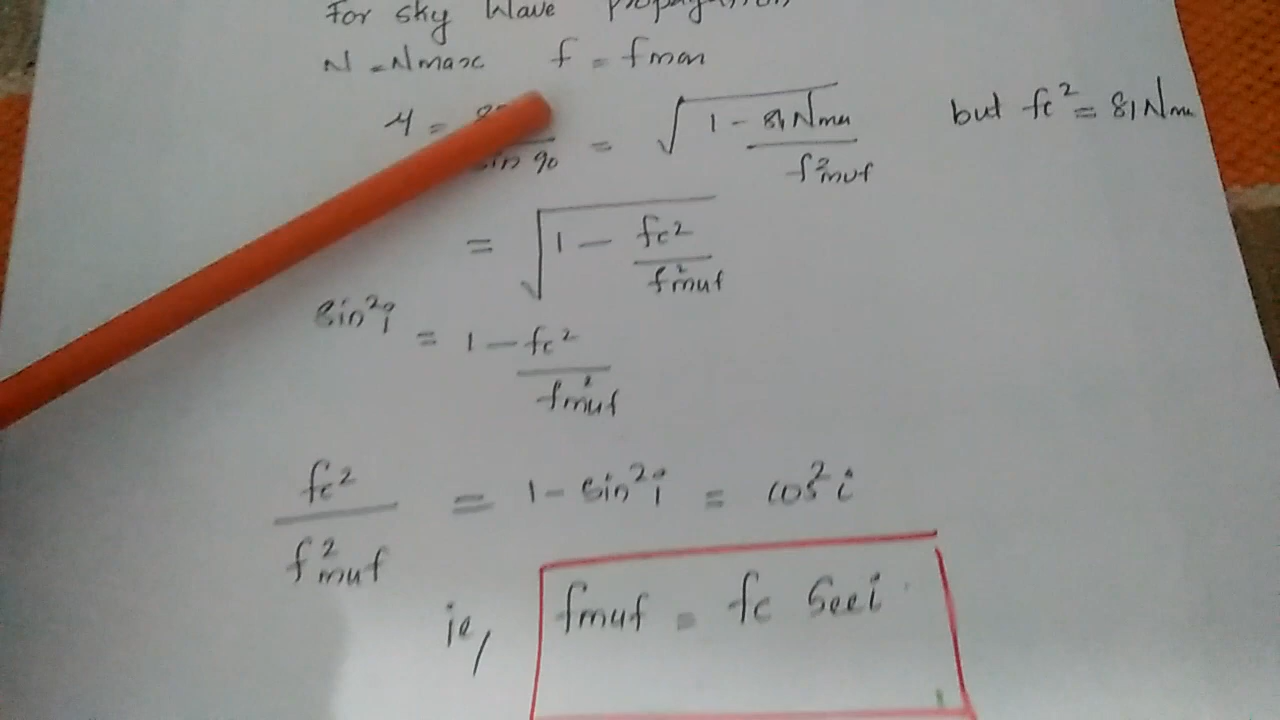 For Sky Wave
N = Nmax f = fmax
μ = sin 90 = √1 - 81Nmax / f²muf but fc² = 81Nma
= √1 - fc² / f²muf
sin²i = 1 - fc² / f²muf
fc² / f²muf = 1 - sin²i = cos²i
ie, fmuf = fc Seci